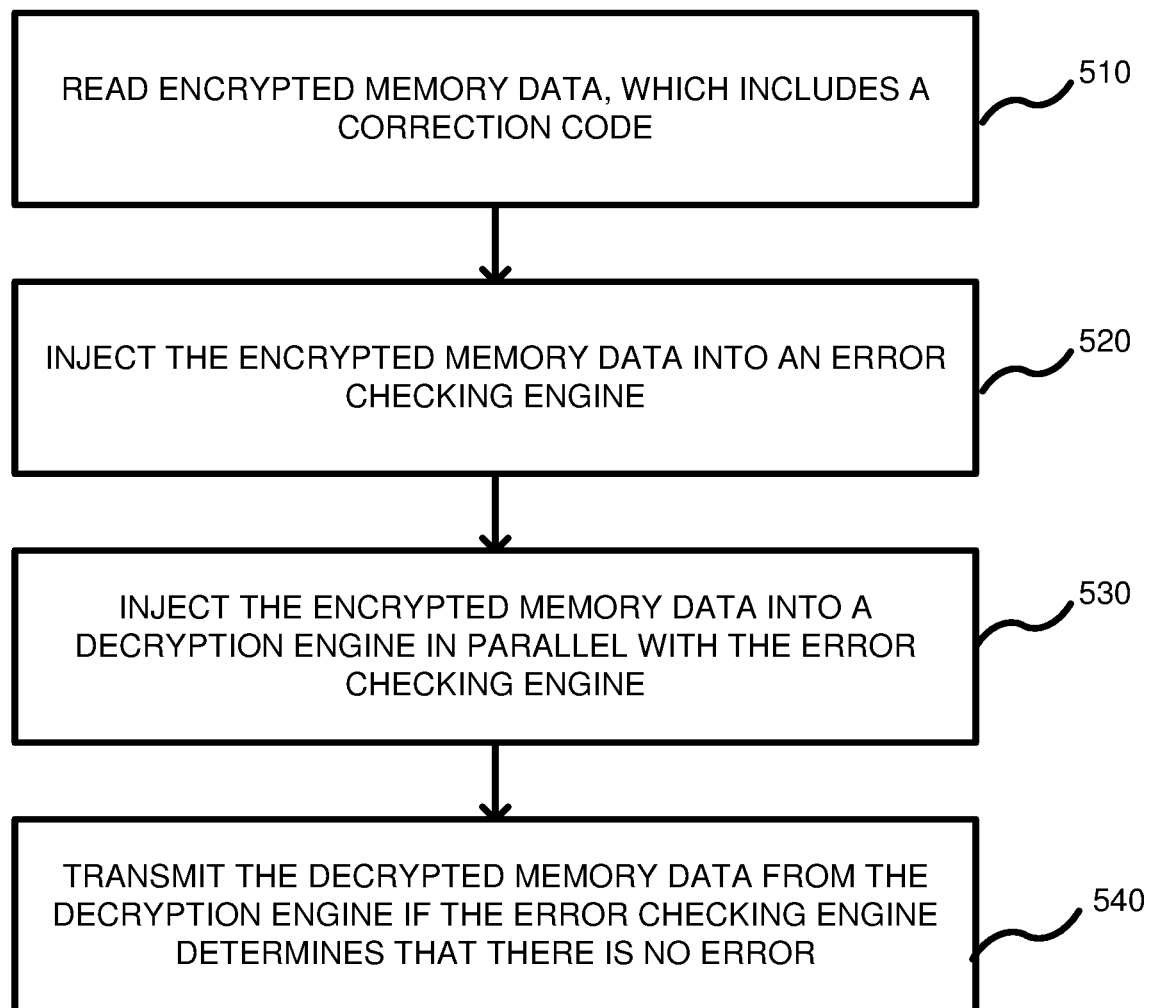 READ ENCRYPTED MEMORY DATA, WHICH INCLUDES A
CORRECTION CODE
510
INJECT THE ENCRYPTED MEMORY DATA INTO AN ERROR
CHECKING ENGINE
520
INJECT THE ENCRYPTED MEMORY DATA INTO A
DECRYPTION ENGINE IN PARALLEL WITH THE ERROR
CHECKING ENGINE
530
TRANSMIT THE DECRYPTED MEMORY DATA FROM THE
DECRYPTION ENGINE IF THE ERROR CHECKING ENGINE
DETERMINES THAT THERE IS NO ERROR
540